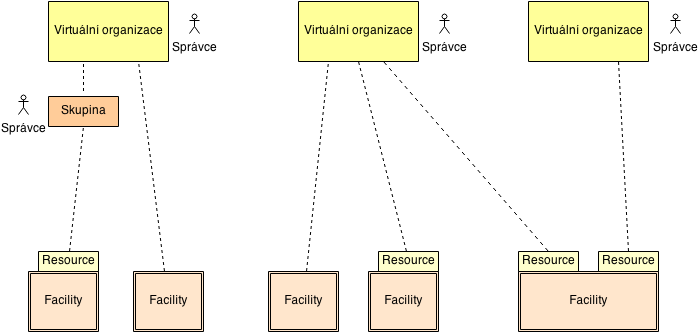 Virtuální organizace
Správce
Virtuální organizace
Správce
Virtuální organizace
Správce
Skupina
Správce
Resource
Resource
Resource
Resource
Facility
Facility
Facility
Facility
Facility